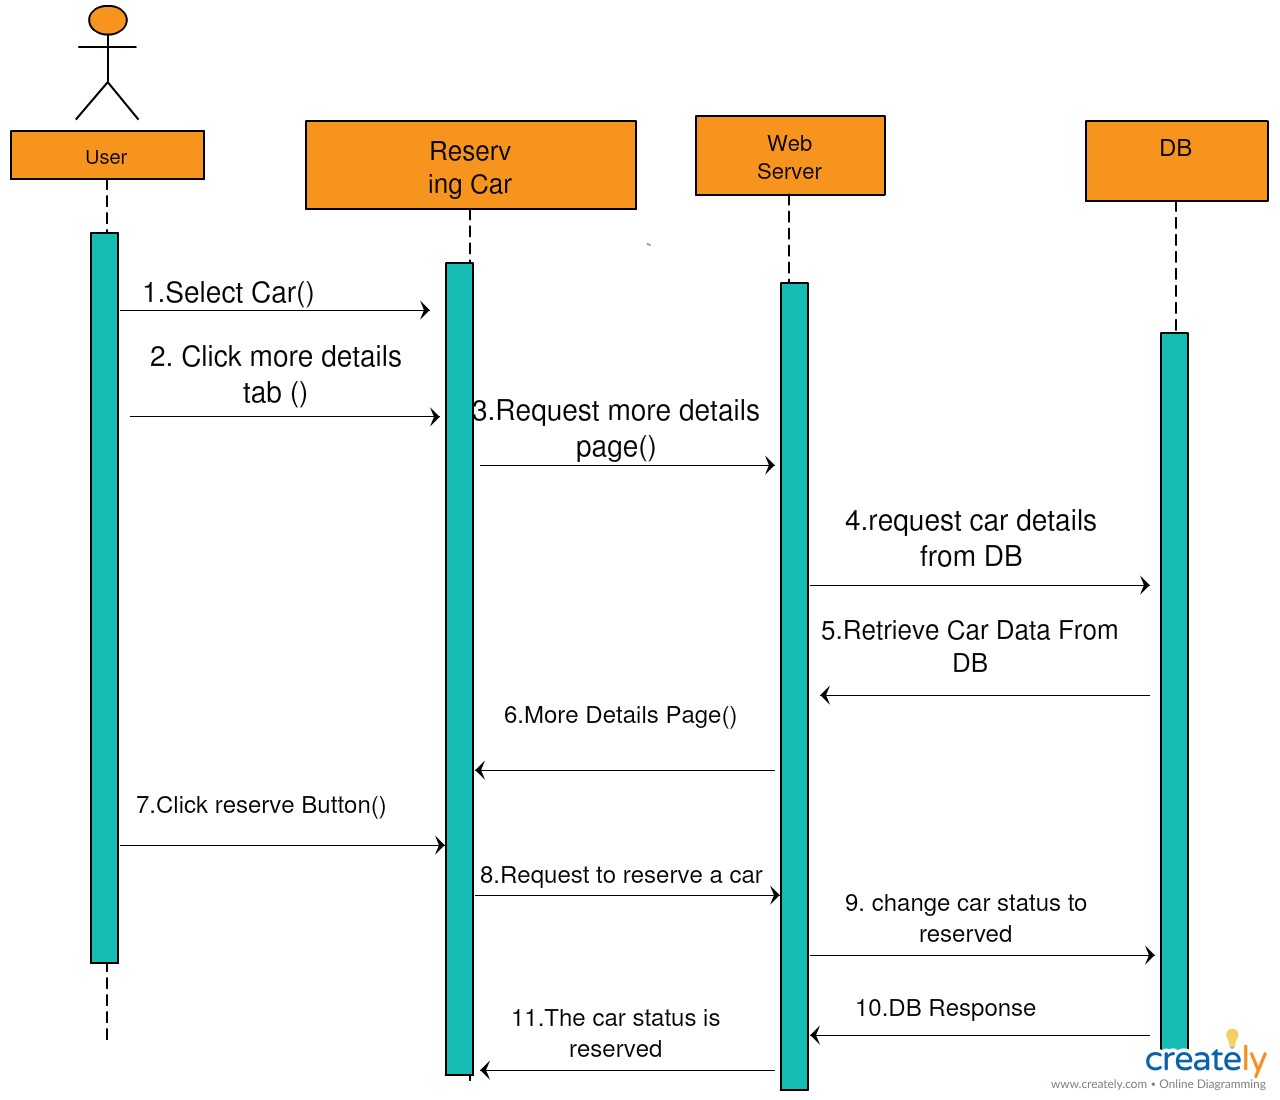 User
Reserv
ing Car
Web
Server
DB
1.Select Car()
2. Click more details
tab ()
3.Request more details
page()
4.request car details
from DB
5.Retrieve Car Data From
DB
6.More Details Page()
7.Click reserve Button()
8.Request to reserve a car
9. change car status to
reserved
10.DB Response
11.The car status is
reserved
creately
www.creately.com • Online Diagramming